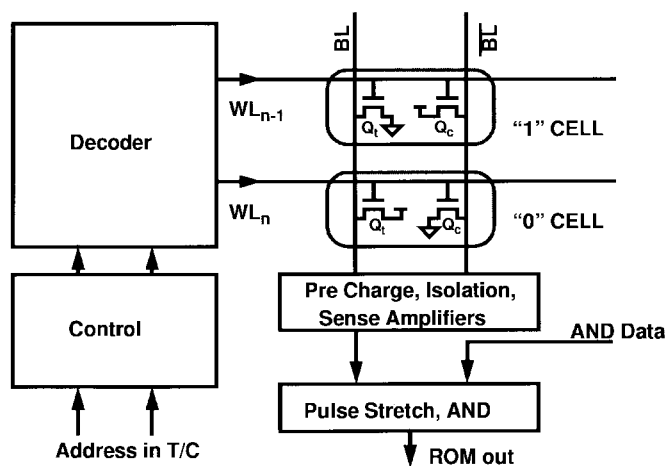 BL
B̅L̅
Decoder
WLn-1
Qt
Qc
“1” CELL
WLn
Qt
Qc
“0” CELL
Pre Charge, Isolation,
Sense Amplifiers
Control
AND Data
Pulse Stretch, AND
Address in T/C
ROM out